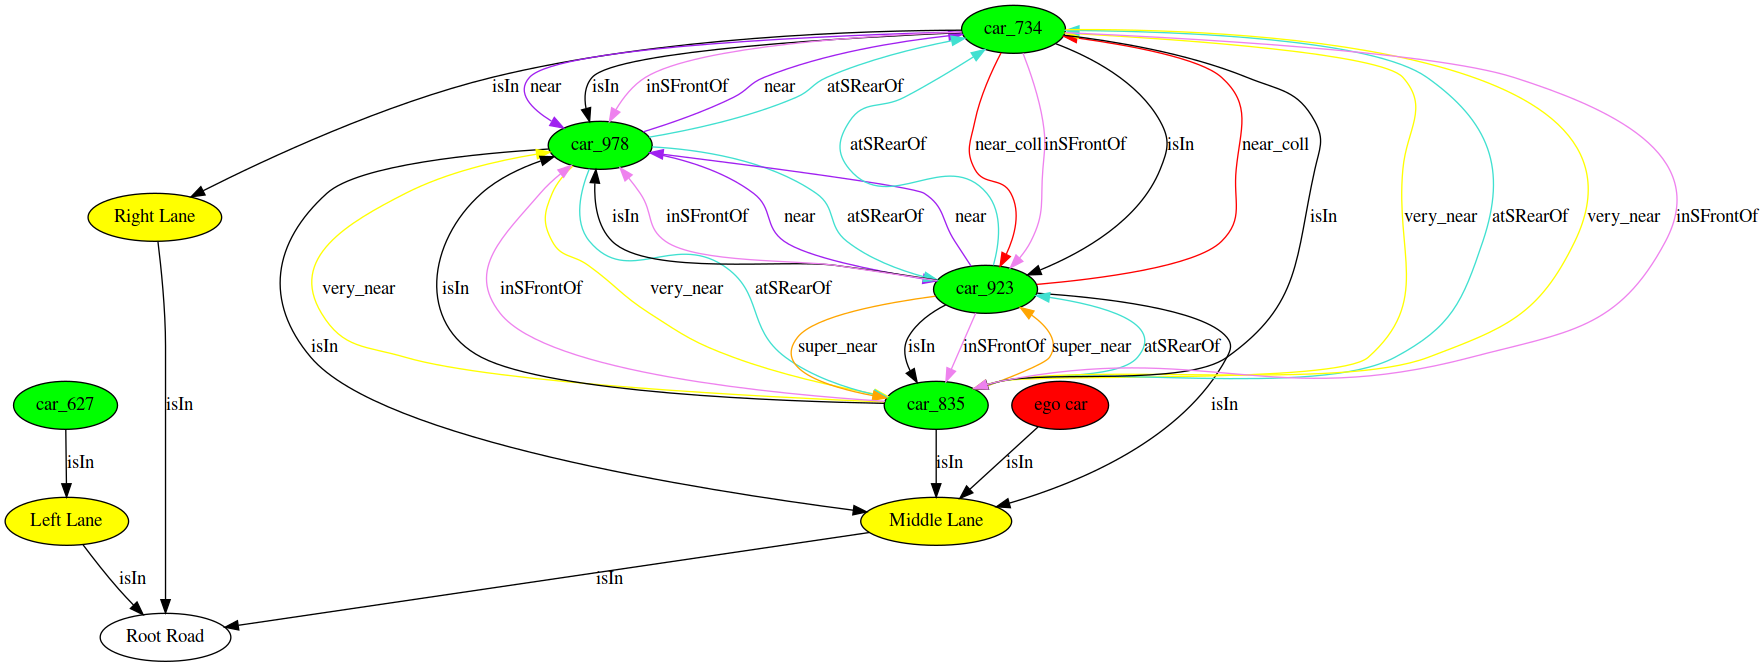 car_734
isIn near isIn inSFrontOf near atSRearOf
car_978 atSRearOf near_coll inSFrontOf isIn near_coll
Right Lane isIn inSFrontOf near atSRearOf near isIn very_near atSRearOf very_near inSFrontOf
very_near isIn inSFrontOf very_near atSRearOf car_923
isIn super_near isIn inSFrontOf super_near atSRearOf
car_627 isIn car_835 ego car isIn
isIn isIn isIn
Left Lane Middle Lane
isIn isIn
Root Road